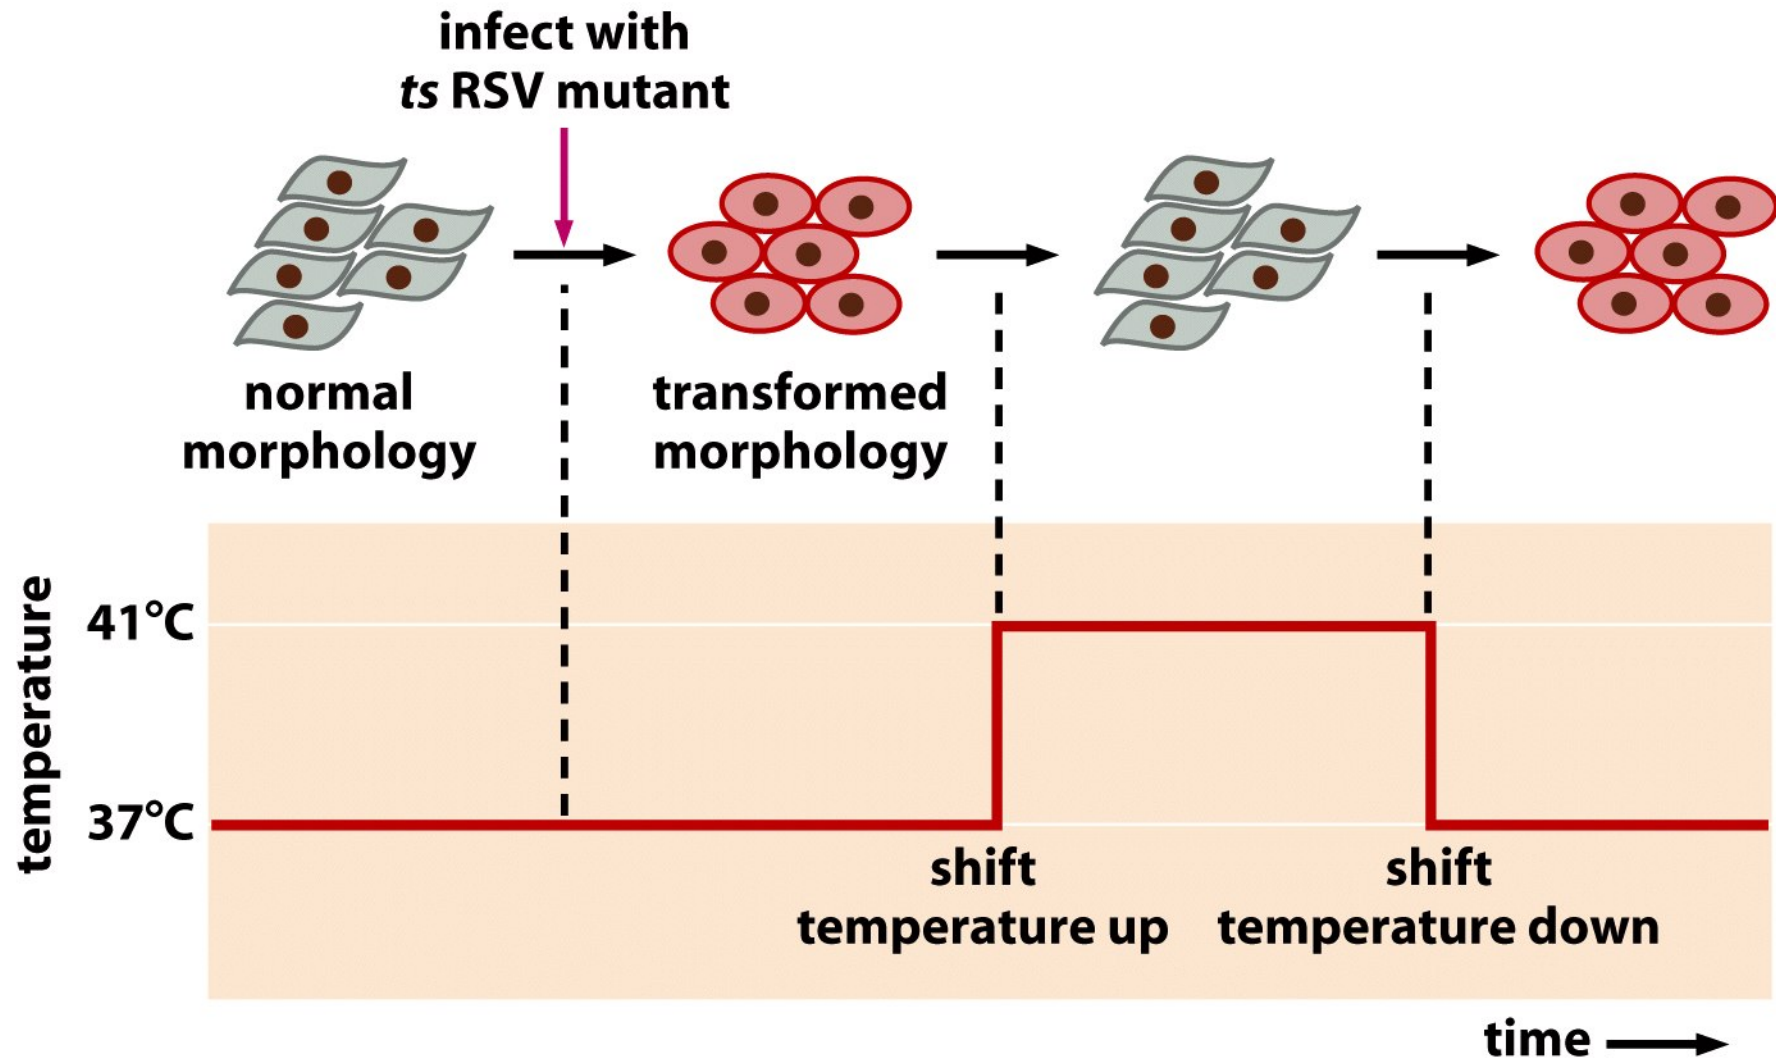 infect with
ts RSV mutant
normal
morphology
transformed
morphology
temperature
41°C
37°C
shift
temperature up
shift
temperature down
time